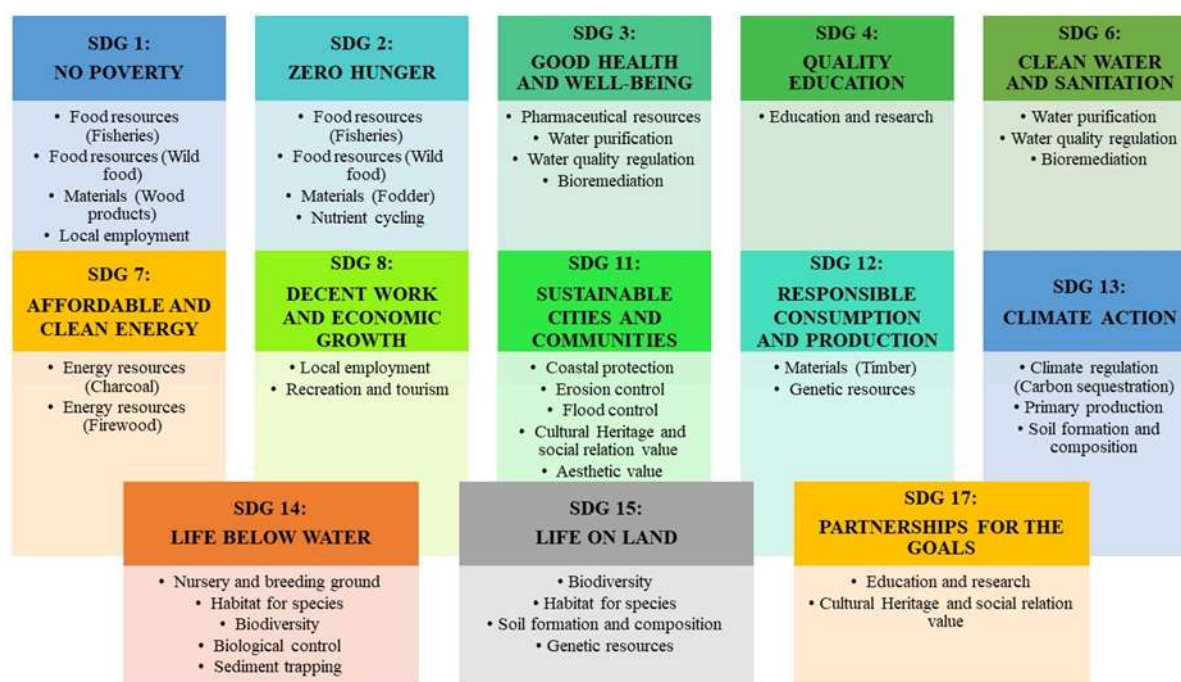 SDG 1:
NO POVERTY
• Food resources
(Fisheries)
• Food resources (Wild
food)
• Materials (Wood
products)
• Local employment
SDG 2:
ZERO HUNGER
• Food resources
(Fisheries)
• Food resources (Wild
food)
• Materials (Fodder)
• Nutrient cycling
SDG 3:
GOOD HEALTH
AND WELL-BEING
• Pharmaceutical resources
• Water purification
• Water quality regulation
• Bioremediation
SDG 4:
QUALITY
EDUCATION
• Education and research
SDG 6:
CLEAN WATER
AND SANITATION
• Water purification
• Water quality regulation
• Bioremediation
SDG 7:
AFFORDABLE AND
CLEAN ENERGY
• Energy resources
(Charcoal)
• Energy resources
(Firewood)
SDG 8:
DECENT WORK
AND ECONOMIC
GROWTH
• Local employment
• Recreation and tourism
SDG 11:
SUSTAINABLE
CITIES AND
COMMUNITIES
• Coastal protection
• Erosion control
• Flood control
• Cultural Heritage and
social relation value
• Aesthetic value
SDG 12:
RESPONSIBLE
CONSUMPTION
AND PRODUCTION
• Materials (Timber)
• Genetic resources
SDG 13:
CLIMATE ACTION
• Climate regulation
(Carbon sequestration)
• Primary production
• Soil formation and
composition
SDG 14:
LIFE BELOW WATER
• Nursery and breeding ground
• Habitat for species
• Biodiversity
• Biological control
• Sediment trapping
SDG 15:
LIFE ON LAND
• Biodiversity
• Habitat for species
• Soil formation and composition
• Genetic resources
SDG 17:
PARTNERSHIPS FOR THE
GOALS
• Education and research
• Cultural Heritage and social relation
value